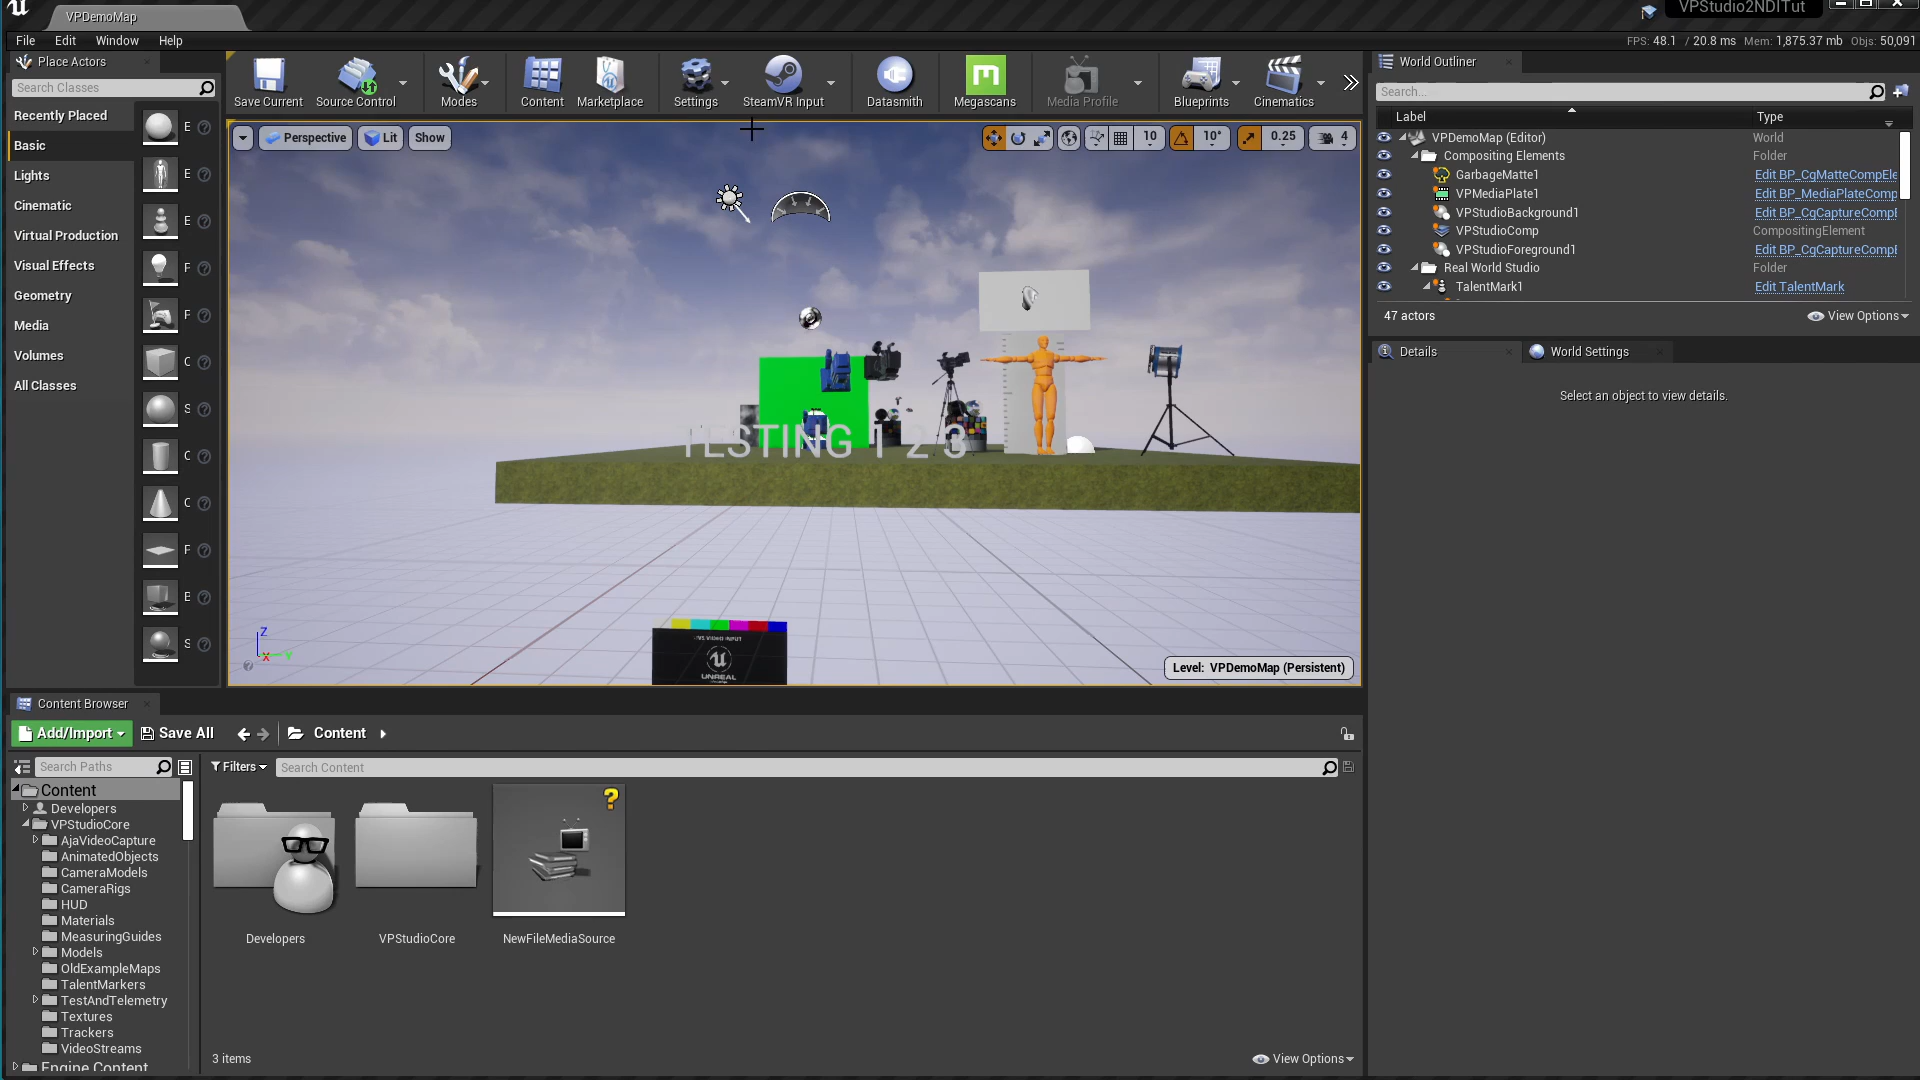 VPDemoMap
VPStudio2NDITut
File Edit Window Help
FPS: 48.1 / 20.8 ms Mem: 1,875.37 mb Objs: 50,091
Place Actors
Search Classes
Recently Placed
Basic
Lights
Cinematic
Virtual Production
Visual Effects
Geometry
Media
Volumes
All Classes
E
E
E
F
F
C
S
C
C
F
E
S
Save Current
Source Control
Modes
Content
Marketplace
Settings
SteamVR Input
Datasmith
Megascans
Media Profile
Blueprints
Cinematics
Perspective Lit Show
10 10° 0.25 4
TESTING 1 2 3
UNREAL
Z
X Y
Level: VPDemoMap (Persistent)
World Outliner
Search...
Label Type
VPDemoMap (Editor) World
Compositing Elements Folder
GarbageMatte1 Edit BP_CgMatteCompEle
VPMediaPlate1 Edit BP_MediaPlateComp
VPStudioBackground1 Edit BP_CgCaptureCompE
VPStudioComp CompositingElement
VPStudioForeground1 Edit BP_CgCaptureCompE
Real World Studio Folder
TalentMark1 Edit TalentMark
47 actors View Options
Details World Settings
Select an object to view details.
Content Browser
Add/Import Save All Content
Search Paths
Filters Search Content
Content
Developers
VPStudioCore
AjaVideoCapture
AnimatedObjects
CameraModels
CameraRigs
HUD
Materials
MeasuringGuides
Models
OldExampleMaps
TalentMarkers
TestAndTelemetry
Textures
Trackers
VideoStreams
Engine Content
Developers
VPStudioCore
NewFileMediaSource
3 items View Options